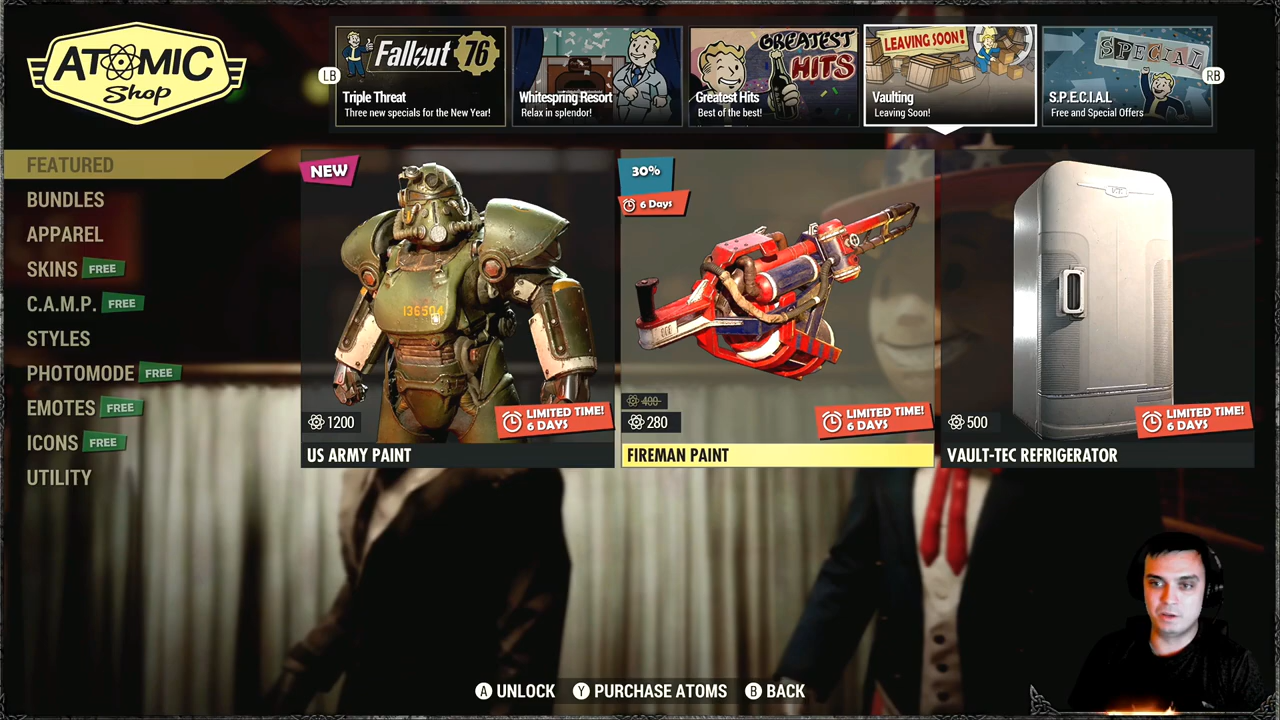 ATOMIC
Shop
LB
Fallout 76
Triple Threat
Three new specials for the New Year!
Whitespring Resort
Relax in splendor!
GREATEST
HITS
Greatest Hits
Best of the best!
LEAVING SOON!
Vaulting
Leaving Soon!
SPECIAL
S.P.E.C.I.A.L
Free and Special Offers
RB
FEATURED
BUNDLES
APPAREL
SKINS FREE
C.A.M.P. FREE
STYLES
PHOTOMODE FREE
EMOTES FREE
ICONS FREE
UTILITY
NEW
136504
1200
LIMITED TIME!
6 DAYS
US ARMY PAINT
30%
6 Days
400
280
LIMITED TIME!
6 DAYS
FIREMAN PAINT
V.T.
500
LIMITED TIME!
6 DAYS
VAULT-TEC REFRIGERATOR
A UNLOCK Y PURCHASE ATOMS B BACK